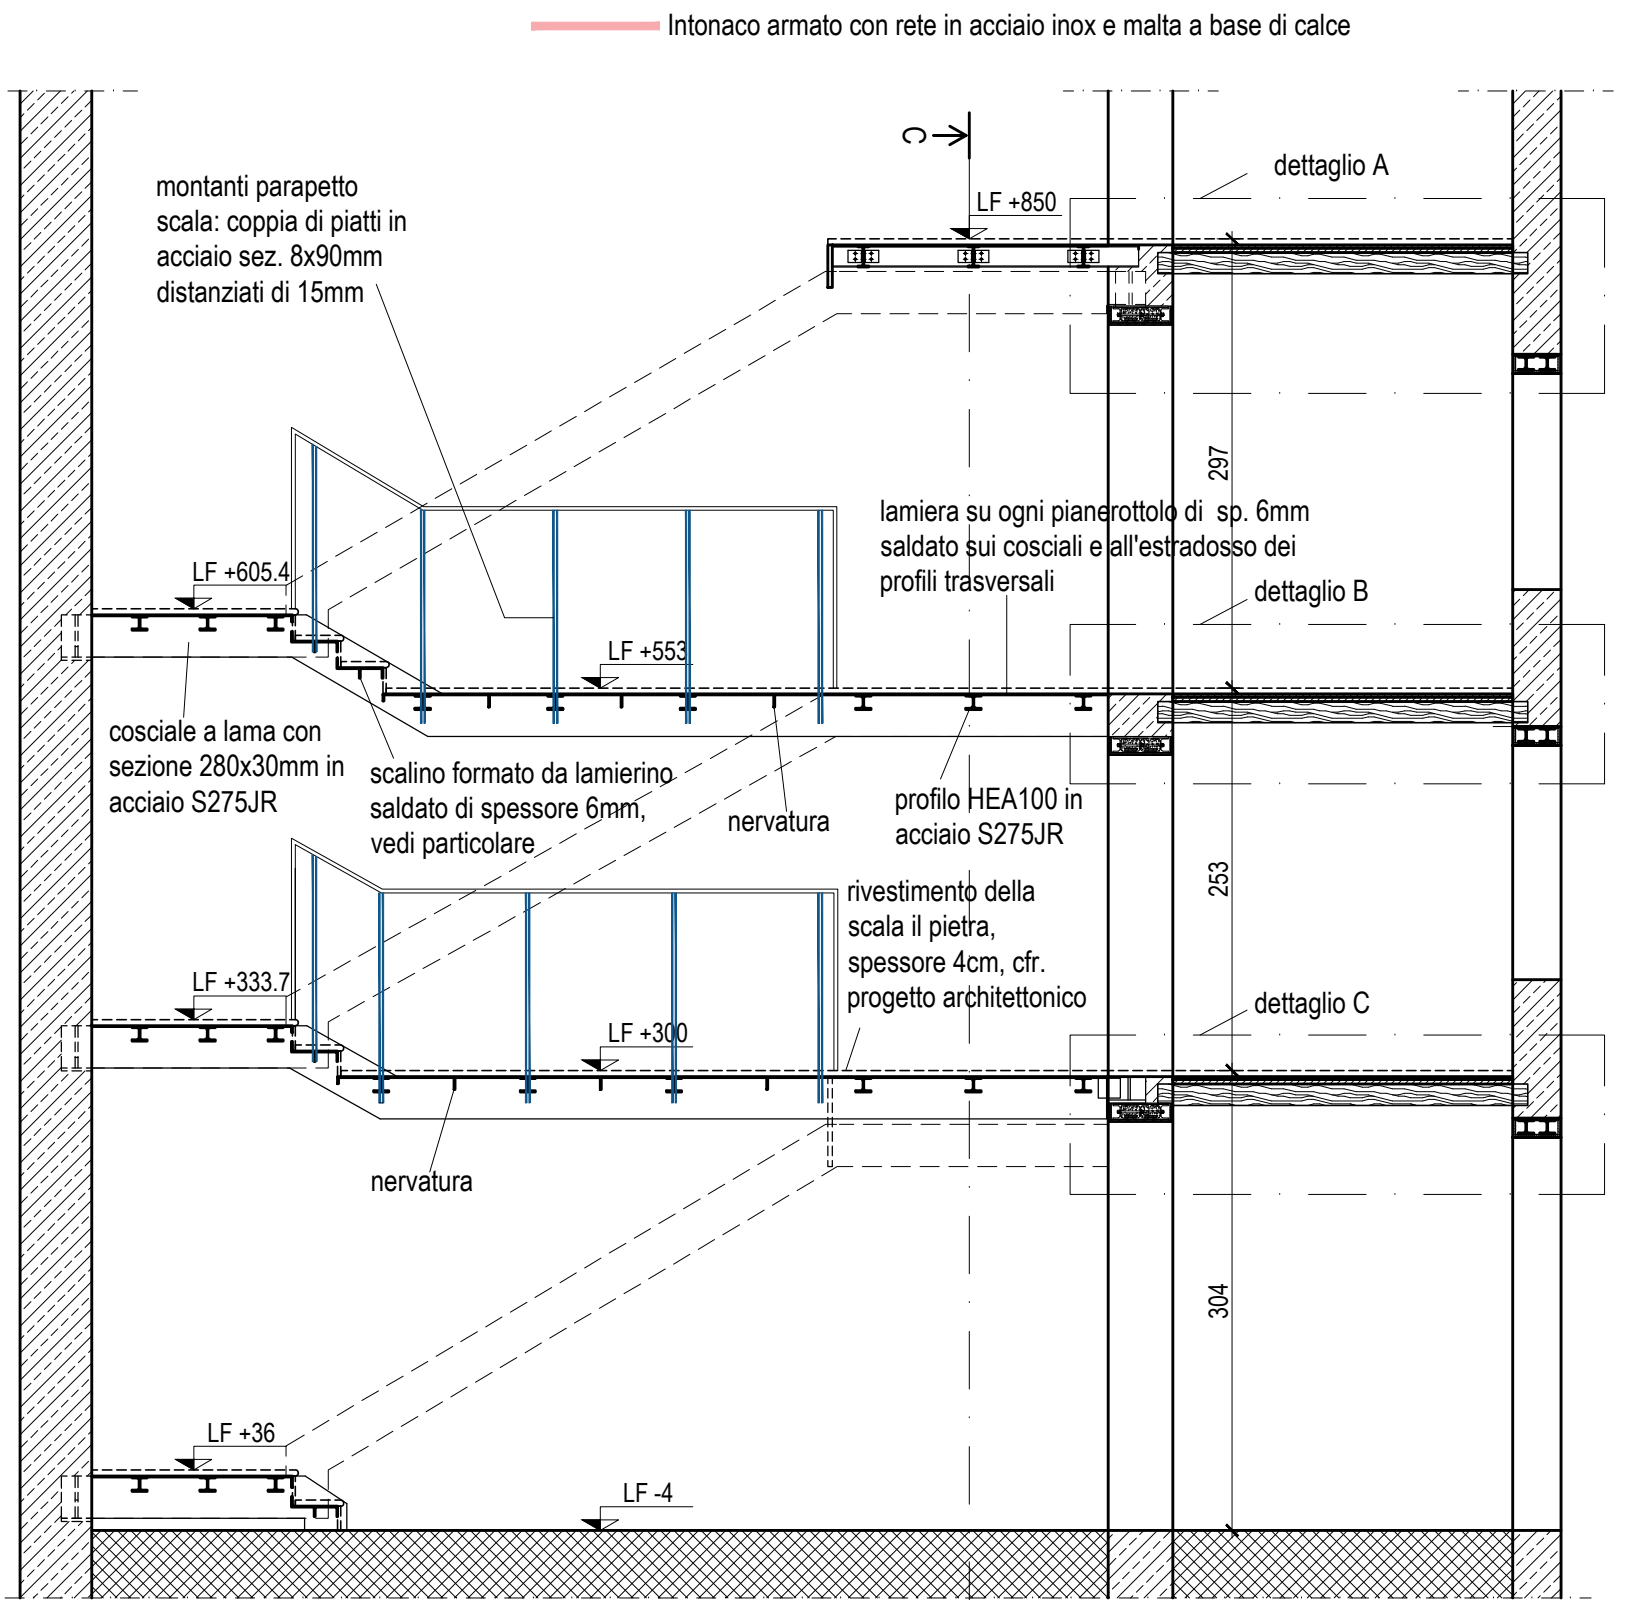 Intonaco armato con rete in acciaio inox e malta a base di calce
C
dettaglio A
montanti parapetto
scala: coppia di piatti in
acciaio sez. 8x90mm
distanziati di 15mm
LF +850
297
lamiera su ogni pianerottolo di sp. 6mm
saldato sui cosciali e all'estradosso dei
profili trasversali
LF +605.4
dettaglio B
LF +553
cosciale a lama con
sezione 280x30mm in
acciaio S275JR
scalino formato da lamierino
saldato di spessore 6mm,
vedi particolare
nervatura
profilo HEA100 in
acciaio S275JR
253
rivestimento della
scala il pietra,
spessore 4cm, cfr.
progetto architettonico
LF +333.7
dettaglio C
LF +300
nervatura
304
LF +36
LF -4